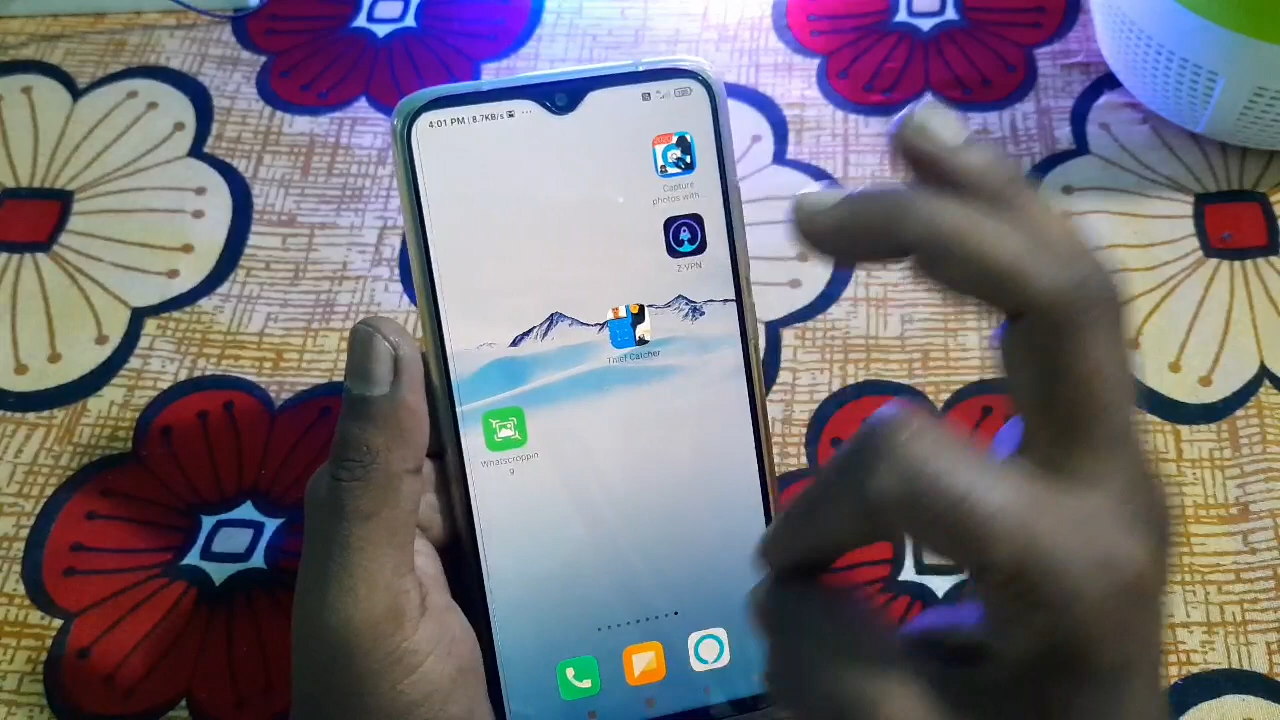 4:01 PM | 8.7KB/s
Capture
photos with...
Z-VPN
Thief Catcher
Whatscroppin
g